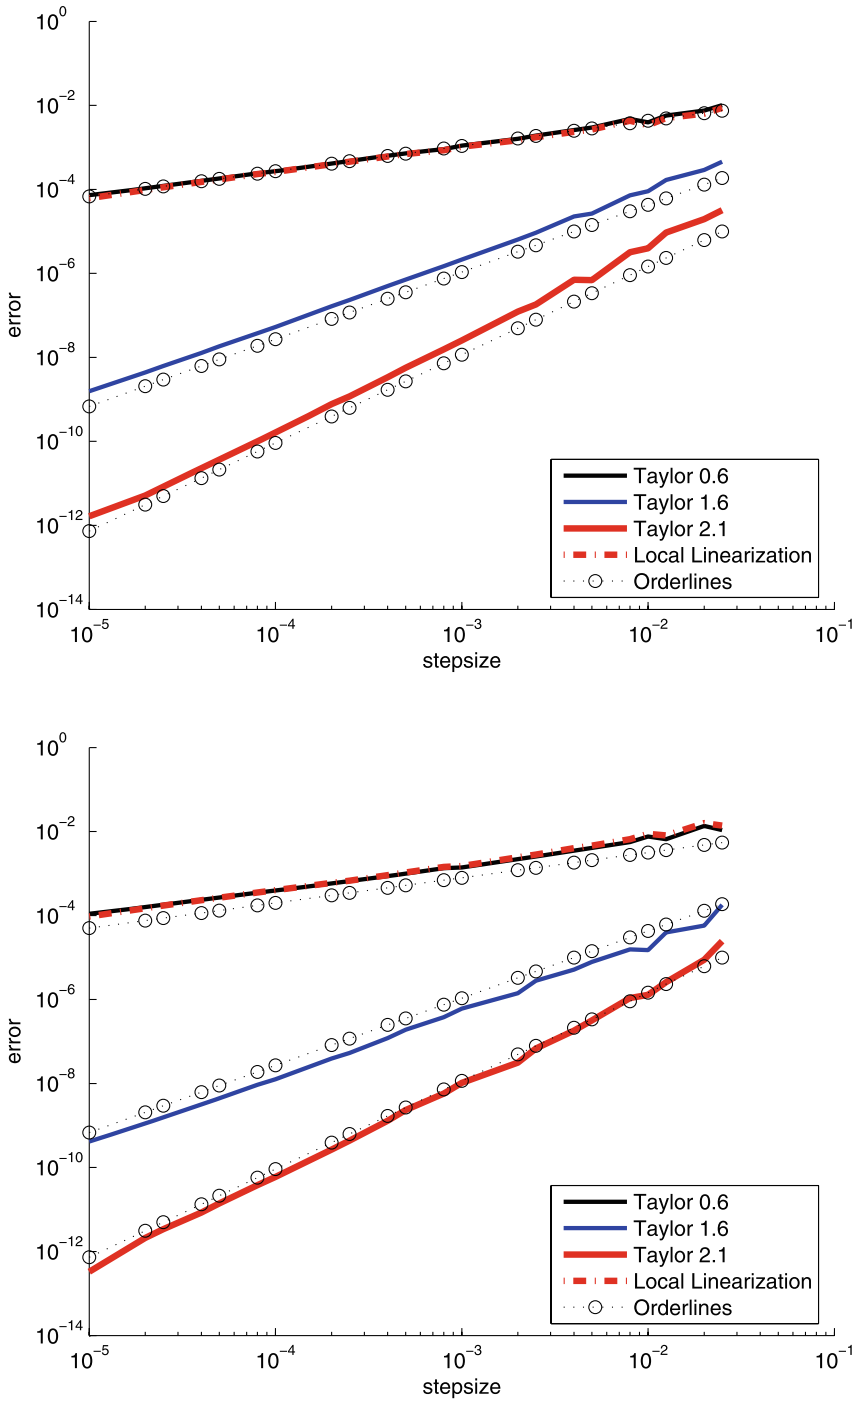 10^0
10^-2
10^-4
10^-6
10^-8
10^-10
10^-12
10^-14
error
10^-5 10^-4 10^-3 10^-2 10^-1
stepsize
Taylor 0.6
Taylor 1.6
Taylor 2.1
Local Linearization
Orderlines
10^0
10^-2
10^-4
10^-6
10^-8
10^-10
10^-12
10^-14
error
10^-5 10^-4 10^-3 10^-2 10^-1
stepsize
Taylor 0.6
Taylor 1.6
Taylor 2.1
Local Linearization
Orderlines